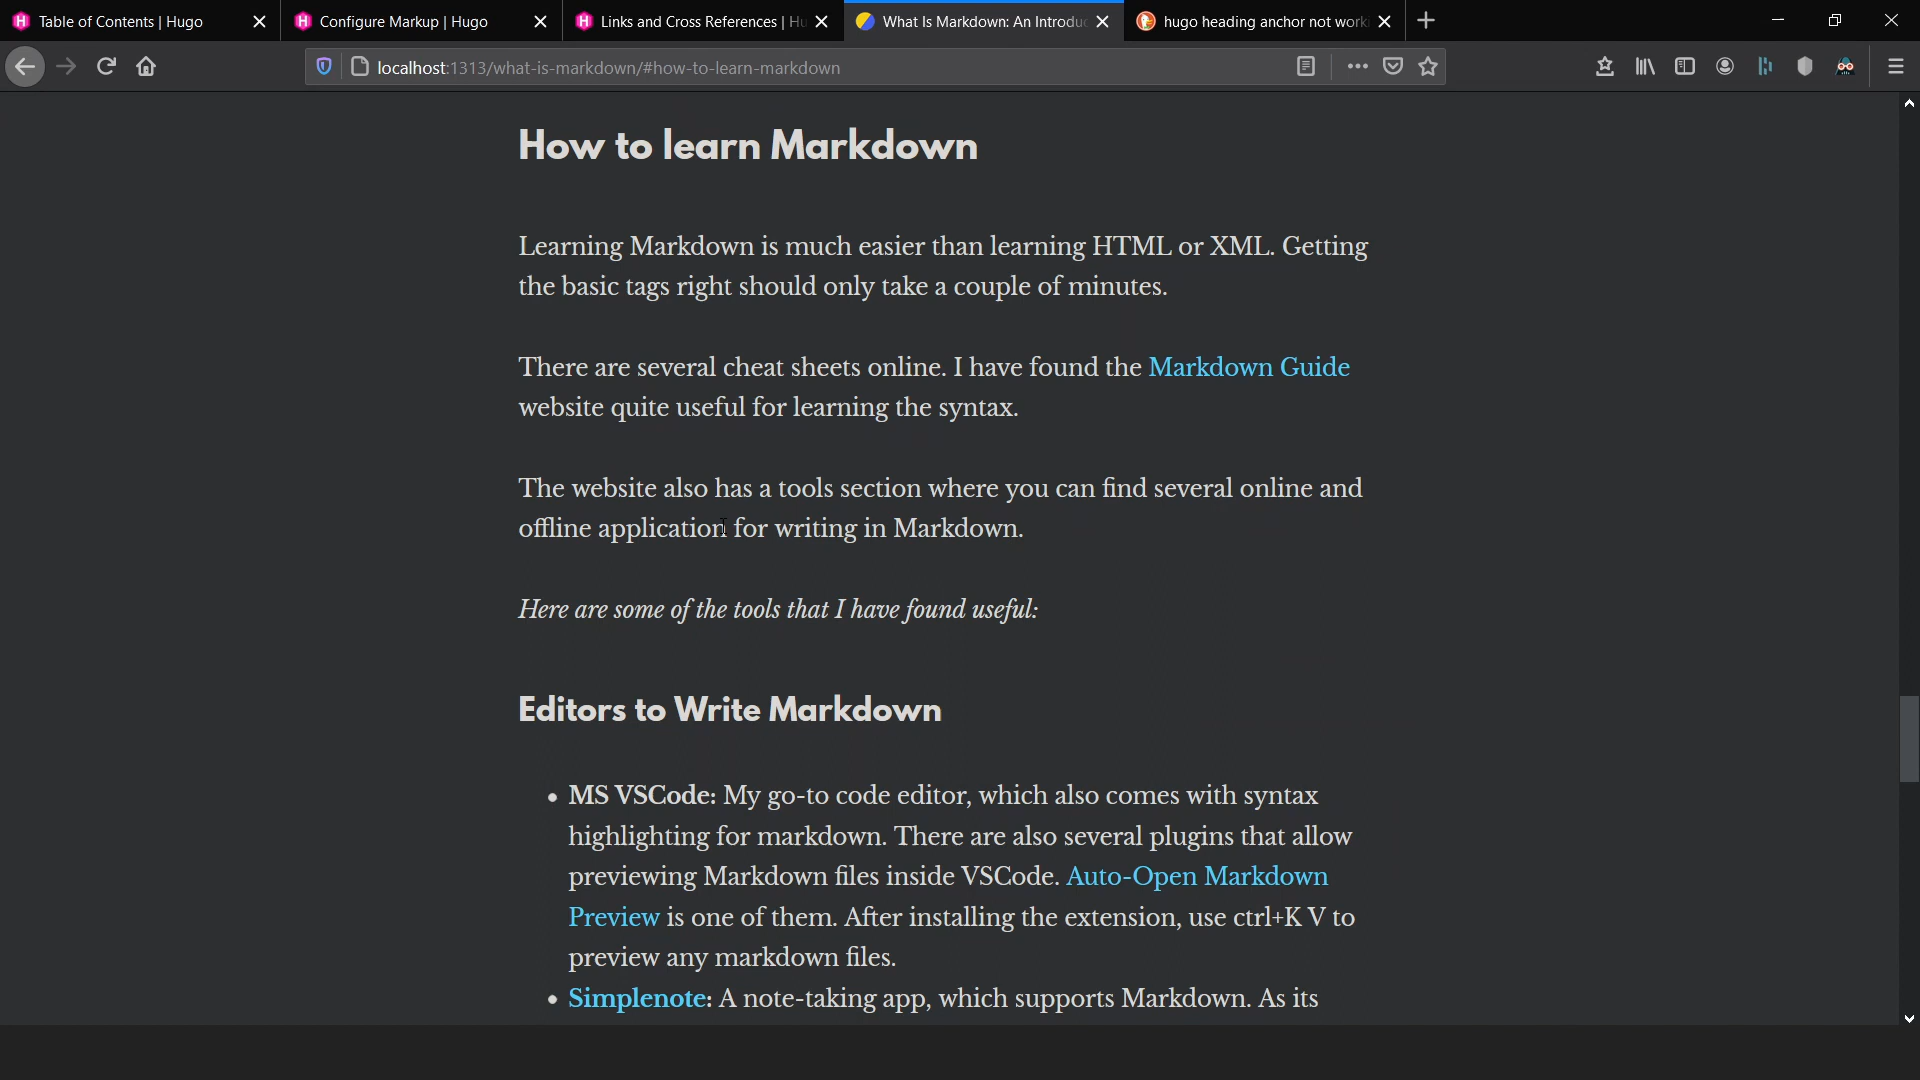 Table of Contents | Hugo
Configure Markup | Hugo
Links and Cross References | Hu
What Is Markdown: An Introduc
hugo heading anchor not worki
localhost:1313/what-is-markdown/#how-to-learn-markdown
How to learn Markdown
Learning Markdown is much easier than learning HTML or XML. Getting
the basic tags right should only take a couple of minutes.
There are several cheat sheets online. I have found the Markdown Guide
website quite useful for learning the syntax.
The website also has a tools section where you can find several online and
offline application for writing in Markdown.
Here are some of the tools that I have found useful:
Editors to Write Markdown
• MS VSCode: My go-to code editor, which also comes with syntax
highlighting for markdown. There are also several plugins that allow
previewing Markdown files inside VSCode. Auto-Open Markdown
Preview is one of them. After installing the extension, use ctrl+K V to
preview any markdown files.
• Simplenote: A note-taking app, which supports Markdown. As its